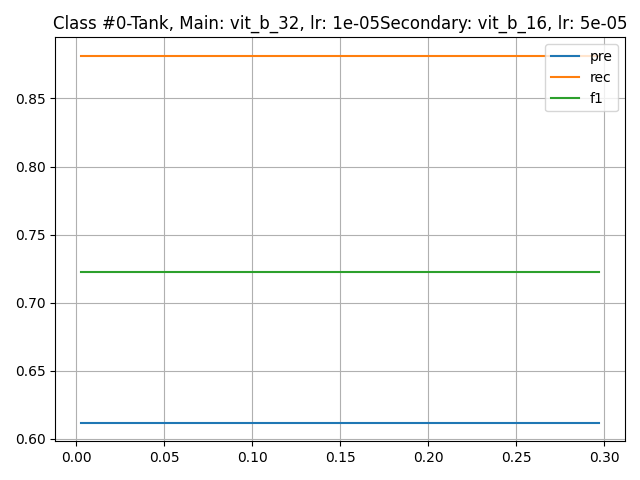 Class #0-Tank, Main: vit_b_32, lr: 1e-05Secondary: vit_b_16, lr: 5e-05
pre
rec
f1
0.85
0.80
0.75
0.70
0.65
0.60
0.00 0.05 0.10 0.15 0.20 0.25 0.30